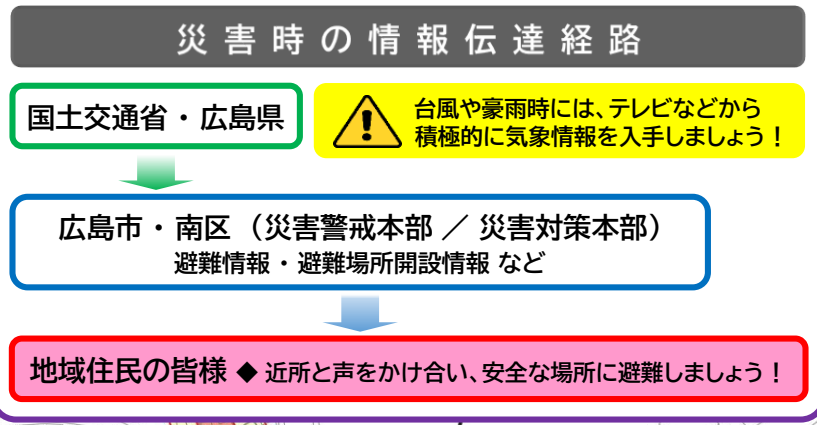 災害時の情報伝達経路
国土交通省・広島県
台風や豪雨時には、テレビなどから
積極的に気象情報を入手しましょう！
広島市・南区（災害警戒本部／災害対策本部）
避難情報・避難場所開設情報 など
地域住民の皆様 ◆ 近所と声をかけ合い、安全な場所に避難しましょう！